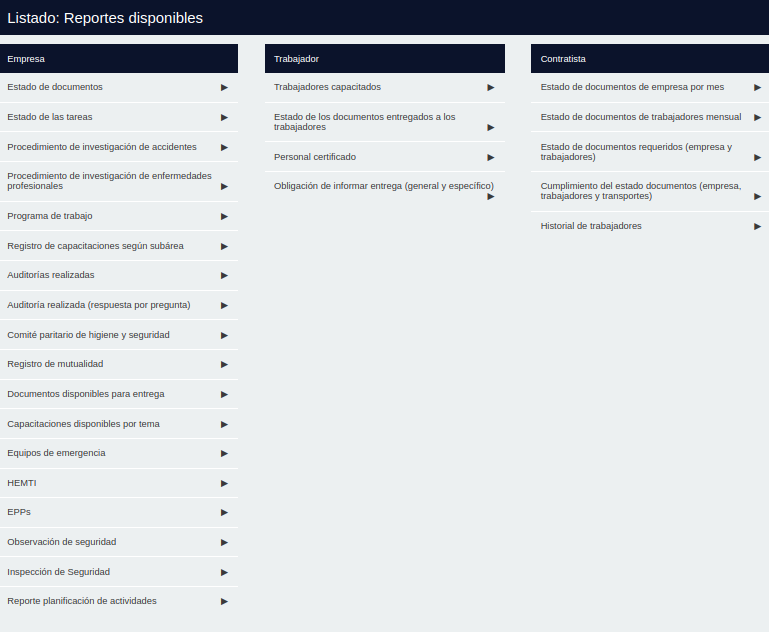 Listado: Reportes disponibles
Empresa
Estado de documentos
Estado de las tareas
Procedimiento de investigación de accidentes
Procedimiento de investigación de enfermedades
profesionales
Programa de trabajo
Registro de capacitaciones según subárea
Auditorías realizadas
Auditoría realizada (respuesta por pregunta)
Comité paritario de higiene y seguridad
Registro de mutualidad
Documentos disponibles para entrega
Capacitaciones disponibles por tema
Equipos de emergencia
HEMTI
EPPs
Observación de seguridad
Inspección de Seguridad
Reporte planificación de actividades
Trabajador
Trabajadores capacitados
Estado de los documentos entregados a los
trabajadores
Personal certificado
Obligación de informar entrega (general y específico)
Contratista
Estado de documentos de empresa por mes
Estado de documentos de trabajadores mensual
Estado de documentos requeridos (empresa y
trabajadores)
Cumplimiento del estado documentos (empresa,
trabajadores y transportes)
Historial de trabajadores